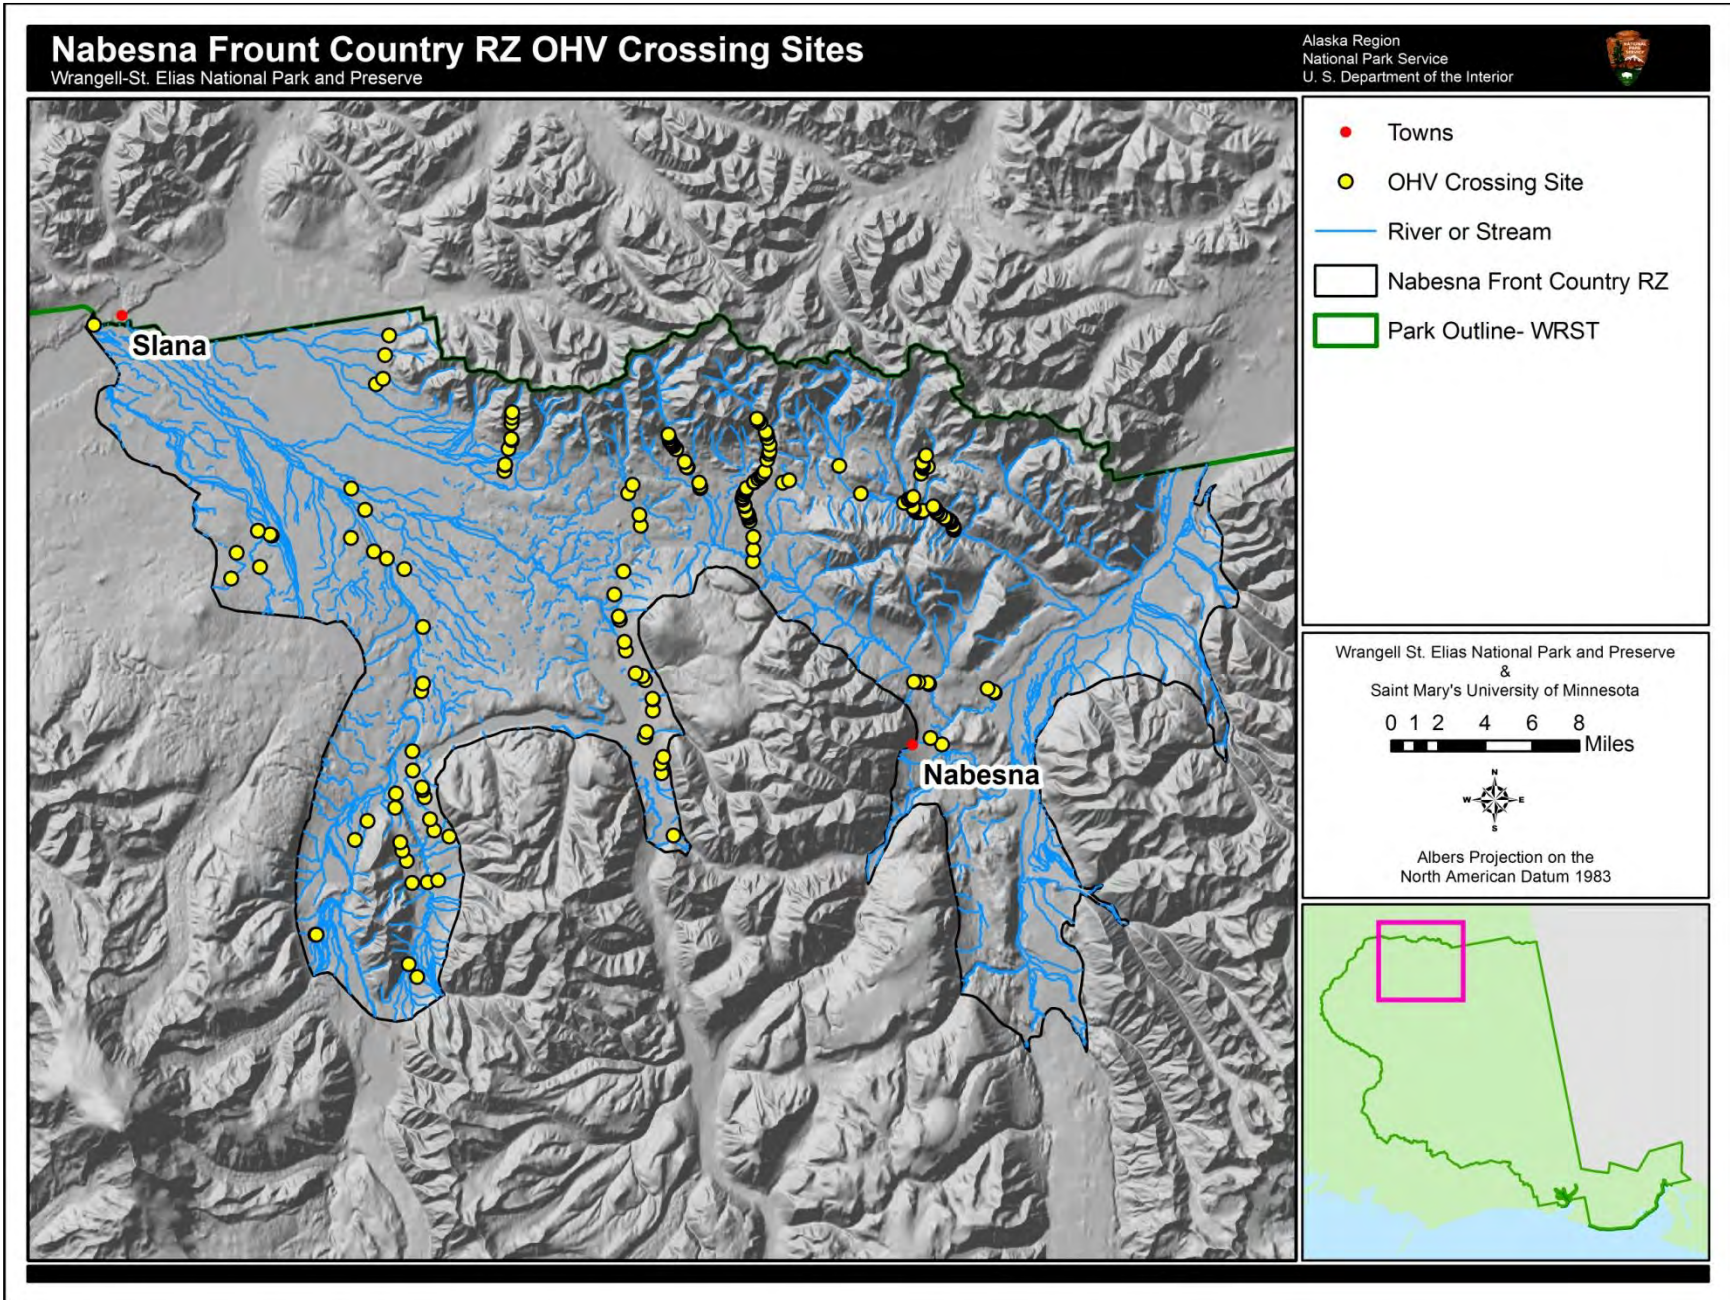 Nabesna Frount Country RZ OHV Crossing Sites
Wrangell-St. Elias National Park and Preserve
Alaska Region
National Park Service
U. S. Department of the Interior
Towns
OHV Crossing Site
River or Stream
Nabesna Front Country RZ
Park Outline- WRST
Slana
Nabesna
Wrangell St. Elias National Park and Preserve
&
Saint Mary's University of Minnesota
0 1 2 4 6 8
Miles
N
W E
S
Albers Projection on the
North American Datum 1983